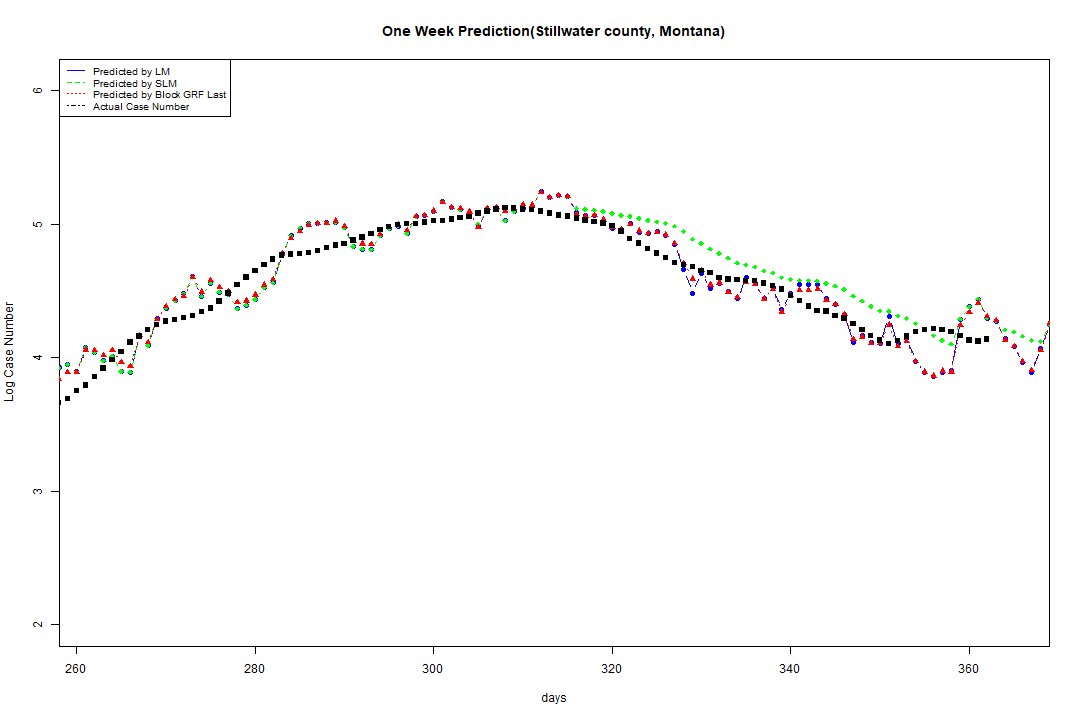 One Week Prediction(Stillwater county, Montana)
Predicted by LM
Predicted by SLM
Predicted by Block GRF Last
Actual Case Number
Log Case Number
6
5
4
3
2
260 280 300 320 340 360
days